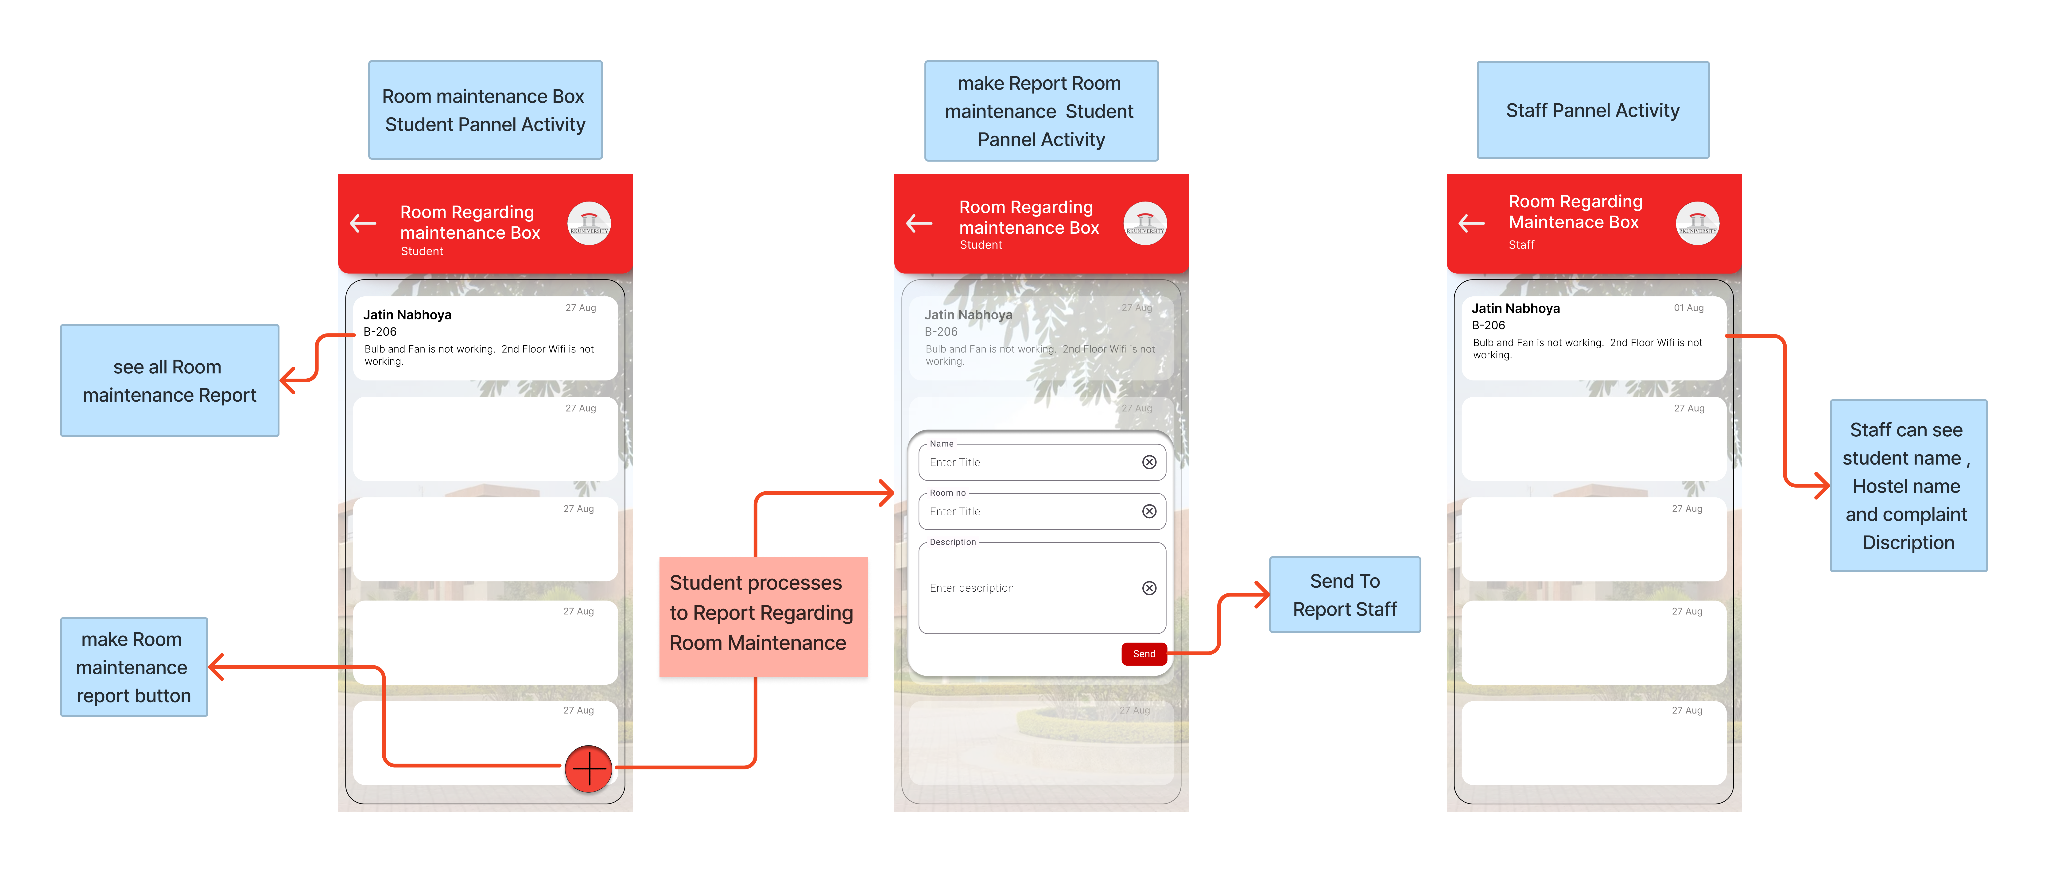 Room maintenance Box
Student Pannel Activity
make Report Room
maintenance Student
Pannel Activity
Staff Pannel Activity
Room Regarding
maintenance Box
Student
RK UNIVERSITY
27 Aug
Jatin Nabhoya
B-206
Bulb and Fan is not working. 2nd Floor Wifi is not
working.
27 Aug
27 Aug
27 Aug
27 Aug
see all Room
maintenance Report
make Room
maintenance
report button
Student processes
to Report Regarding
Room Maintenance
Room Regarding
maintenance Box
Student
RK UNIVERSITY
27 Aug
Jatin Nabhoya
B-206
Bulb and Fan is not working. 2nd Floor Wifi is not
working.
27 Aug
Name
Enter Title
Room no
Enter Title
Description
Enter description
Send
27 Aug
Send To
Report Staff
Room Regarding
Maintenace Box
Staff
RK UNIVERSITY
01 Aug
Jatin Nabhoya
B-206
Bulb and Fan is not working. 2nd Floor Wifi is not
working.
27 Aug
27 Aug
27 Aug
27 Aug
Staff can see
student name ,
Hostel name
and complaint
Discription